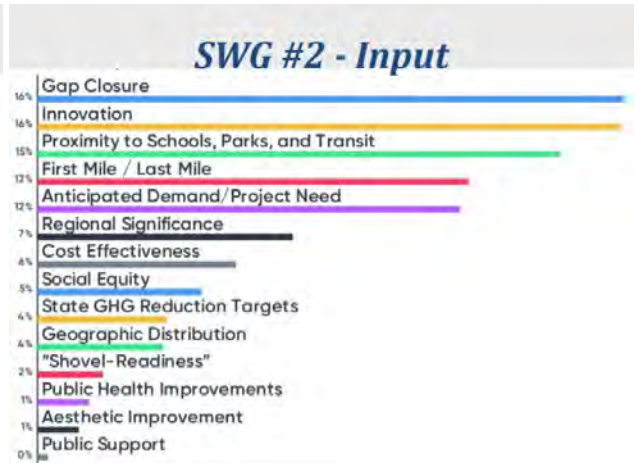 SWG #2 - Input
Gap Closure
16%
Innovation
16%
Proximity to Schools, Parks, and Transit
15%
First Mile / Last Mile
13%
Anticipated Demand/Project Need
12%
Regional Significance
7%
Cost Effectiveness
6%
Social Equity
5%
State GHG Reduction Targets
4%
Geographic Distribution
4%
"Shovel-Readiness"
2%
Public Health Improvements
1%
Aesthetic Improvement
1%
Public Support
0%